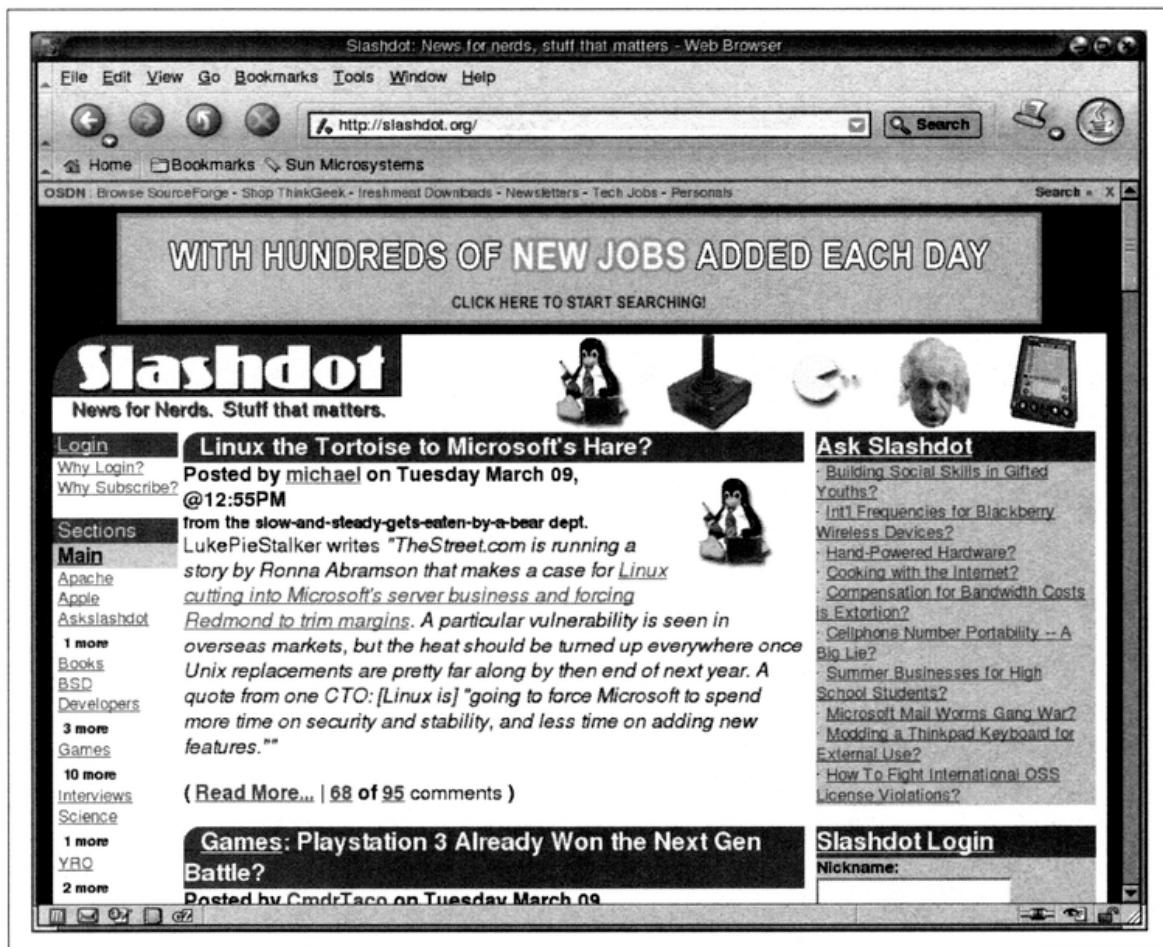 Slashdot: News for nerds, stuff that matters - Web Browser
File Edit View Go Bookmarks Tools Window Help
http://slashdot.org/
Search
Home Bookmarks Sun Microsystems
OSDN : Browse SourceForge - Shop ThinkGeek - freshmeat Downloads - Newsletters - Tech Jobs - Personals
Search
X
WITH HUNDREDS OF NEW JOBS ADDED EACH DAY
CLICK HERE TO START SEARCHING!
Slashdot
News for Nerds. Stuff that matters.
Login
Why Login?
Why Subscribe?
Sections
Main
Apache
Apple
Askslashdot
1 more
Books
BSD
Developers
3 more
Games
10 more
Interviews
Science
1 more
YRO
2 more
Linux the Tortoise to Microsoft's Hare?
Posted by michael on Tuesday March 09,
@12:55PM
from the slow-and-steady-gets-eaten-by-a-bear dept.
LukePieStalker writes "TheStreet.com is running a
story by Ronna Abramson that makes a case for Linux
cutting into Microsoft's server business and forcing
Redmond to trim margins. A particular vulnerability is seen in
overseas markets, but the heat should be turned up everywhere once
Unix replacements are pretty far along by then end of next year. A
quote from one CTO: [Linux is] "going to force Microsoft to spend
more time on security and stability, and less time on adding new
features.""
( Read More... | 68 of 95 comments )
Games: Playstation 3 Already Won the Next Gen
Battle?
Posted by CmdrTaco on Tuesday March 09,
Ask Slashdot
· Building Social Skills in Gifted
Youths?
· Int'l Frequencies for Blackberry
Wireless Devices?
· Hand-Powered Hardware?
· Cooking with the Internet?
· Compensation for Bandwidth Costs
is Extortion?
· Cellphone Number Portability -- A
Big Lie?
· Summer Businesses for High
School Students?
· Microsoft Mail Worms Gang War?
· Modding a Thinkpad Keyboard for
External Use?
· How To Fight International OSS
License Violations?
Slashdot Login
Nickname: